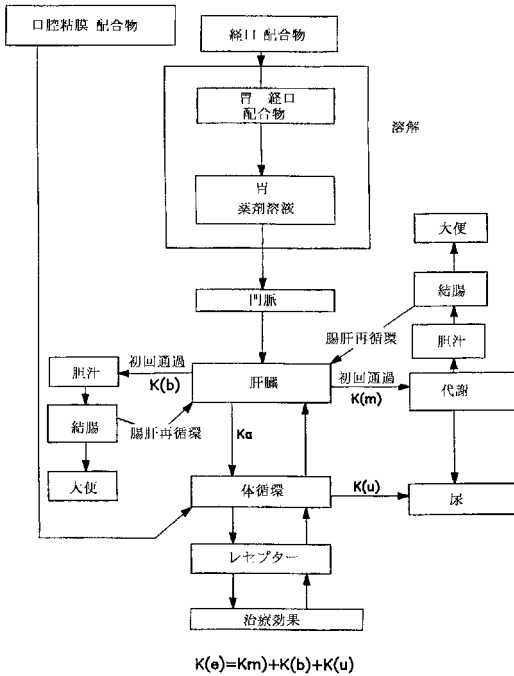 口腔粘膜 配合物
経口 配合物
胃 経口
配合物
溶解
胃
薬剤溶液
大便
門脈
結腸
腸肝再循環
胆汁
胆汁
初回通過
K(b)
肝臓
初回通過
K(m)
代謝
結腸
腸肝再循環
Ka
大便
体循環
K(u)
尿
レセプター
治療効果
K(e)=Km)+K(b)+K(u)